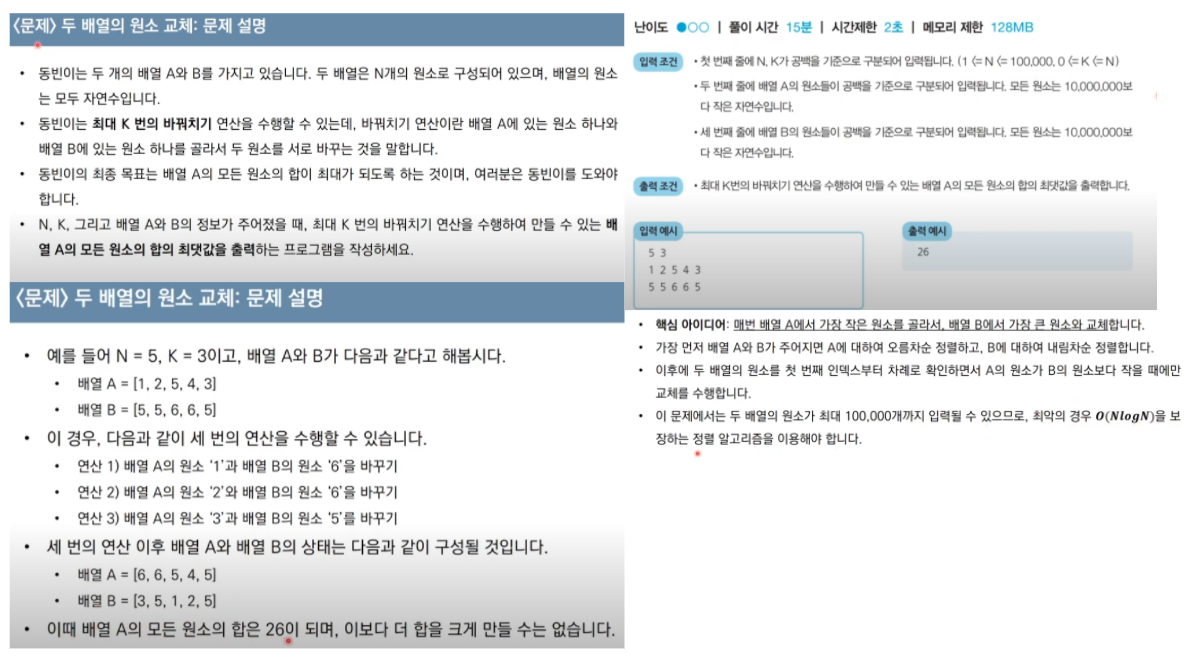 〈문제〉 두 배열의 원소 교체: 문제 설명
• 동빈이는 두 개의 배열 A와 B를 가지고 있습니다. 두 배열은 N개의 원소로 구성되어 있으며, 배열의 원소
는 모두 자연수입니다.
• 동빈이는 최대 K 번의 바꿔치기 연산을 수행할 수 있는데, 바꿔치기 연산이란 배열 A에 있는 원소 하나와
배열 B에 있는 원소 하나를 골라서 두 원소를 서로 바꾸는 것을 말합니다.
• 동빈이의 최종 목표는 배열 A의 모든 원소의 합이 최대가 되도록 하는 것이며, 여러분은 동빈이를 도와야
합니다.
• N, K, 그리고 배열 A와 B의 정보가 주어졌을 때, 최대 K 번의 바꿔치기 연산을 수행하여 만들 수 있는 배
열 A의 모든 원소의 합의 최댓값을 출력하는 프로그램을 작성하세요.
〈문제〉 두 배열의 원소 교체: 문제 설명
• 예를 들어 N = 5, K = 3이고, 배열 A와 B가 다음과 같다고 해봅시다.
• 배열 A = [1, 2, 5, 4, 3]
• 배열 B = [5, 5, 6, 6, 5]
• 이 경우, 다음과 같이 세 번의 연산을 수행할 수 있습니다.
• 연산 1) 배열 A의 원소 '1'과 배열 B의 원소 '6'을 바꾸기
• 연산 2) 배열 A의 원소 '2'와 배열 B의 원소 '6'을 바꾸기
• 연산 3) 배열 A의 원소 '3'과 배열 B의 원소 '5'를 바꾸기
• 세 번의 연산 이후 배열 A와 배열 B의 상태는 다음과 같이 구성될 것입니다.
• 배열 A = [6, 6, 5, 4, 5]
• 배열 B = [3, 5, 1, 2, 5]
• 이때 배열 A의 모든 원소의 합은 26이 되며, 이보다 더 합을 크게 만들 수는 없습니다.
난이도 ●○○ | 풀이 시간 15분 | 시간제한 2초 | 메모리 제한 128MB
입력 조건 • 첫 번째 줄에 N, K가 공백을 기준으로 구분되어 입력됩니다. (1 <= N <= 100,000, 0 <= K <= N)
• 두 번째 줄에 배열 A의 원소들이 공백을 기준으로 구분되어 입력됩니다. 모든 원소는 10,000,000보
다 작은 자연수입니다.
• 세 번째 줄에 배열 B의 원소들이 공백을 기준으로 구분되어 입력됩니다. 모든 원소는 10,000,000보
다 작은 자연수입니다.
출력 조건 • 최대 K번의 바꿔치기 연산을 수행하여 만들 수 있는 배열 A의 모든 원소의 합의 최댓값을 출력합니다.
입력 예시
5 3
1 2 5 4 3
5 5 6 6 5
출력 예시
26
• 핵심 아이디어: 매번 배열 A에서 가장 작은 원소를 골라서, 배열 B에서 가장 큰 원소와 교체합니다.
• 가장 먼저 배열 A와 B가 주어지면 A에 대하여 오름차순 정렬하고, B에 대하여 내림차순 정렬합니다.
• 이후에 두 배열의 원소를 첫 번째 인덱스부터 차례로 확인하면서 A의 원소가 B의 원소보다 작을 때에만
교체를 수행합니다.
• 이 문제에서는 두 배열의 원소가 최대 100,000개까지 입력될 수 있으므로, 최악의 경우 O(NlogN)을 보
장하는 정렬 알고리즘을 이용해야 합니다.